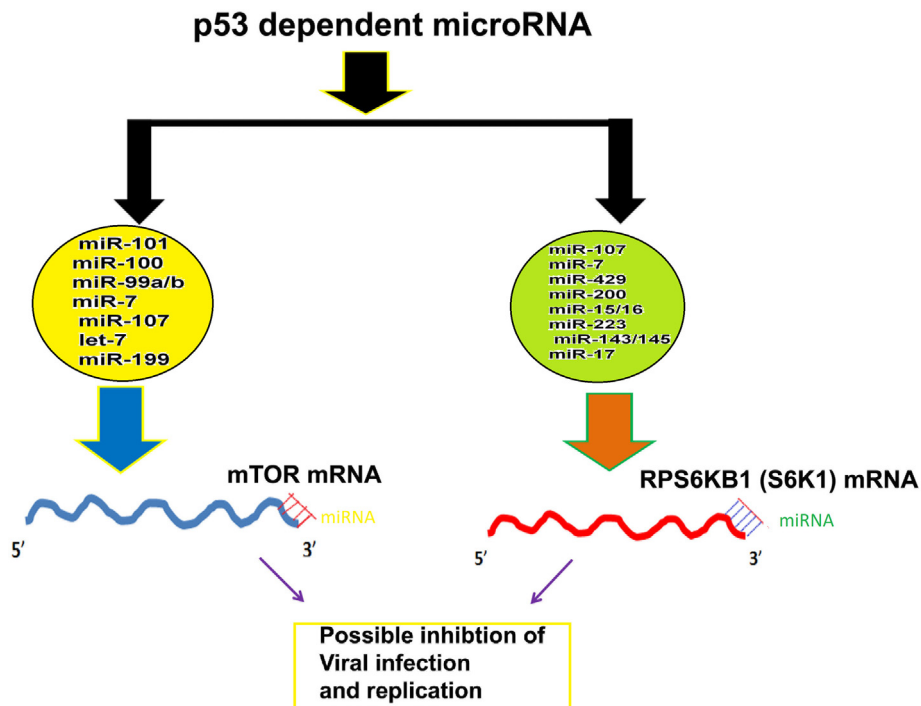 p53 dependent microRNA
miR-101
miR-100
miR-99a/b
miR-7
miR-107
let-7
miR-199
miR-107
miR-7
miR-429
miR-200
miR-15/16
miR-223
miR-143/145
miR-17
mTOR mRNA
miRNA
5′
3′
RPS6KB1 (S6K1) mRNA
miRNA
5′
3′
Possible inhibtion of
Viral infection
and replication